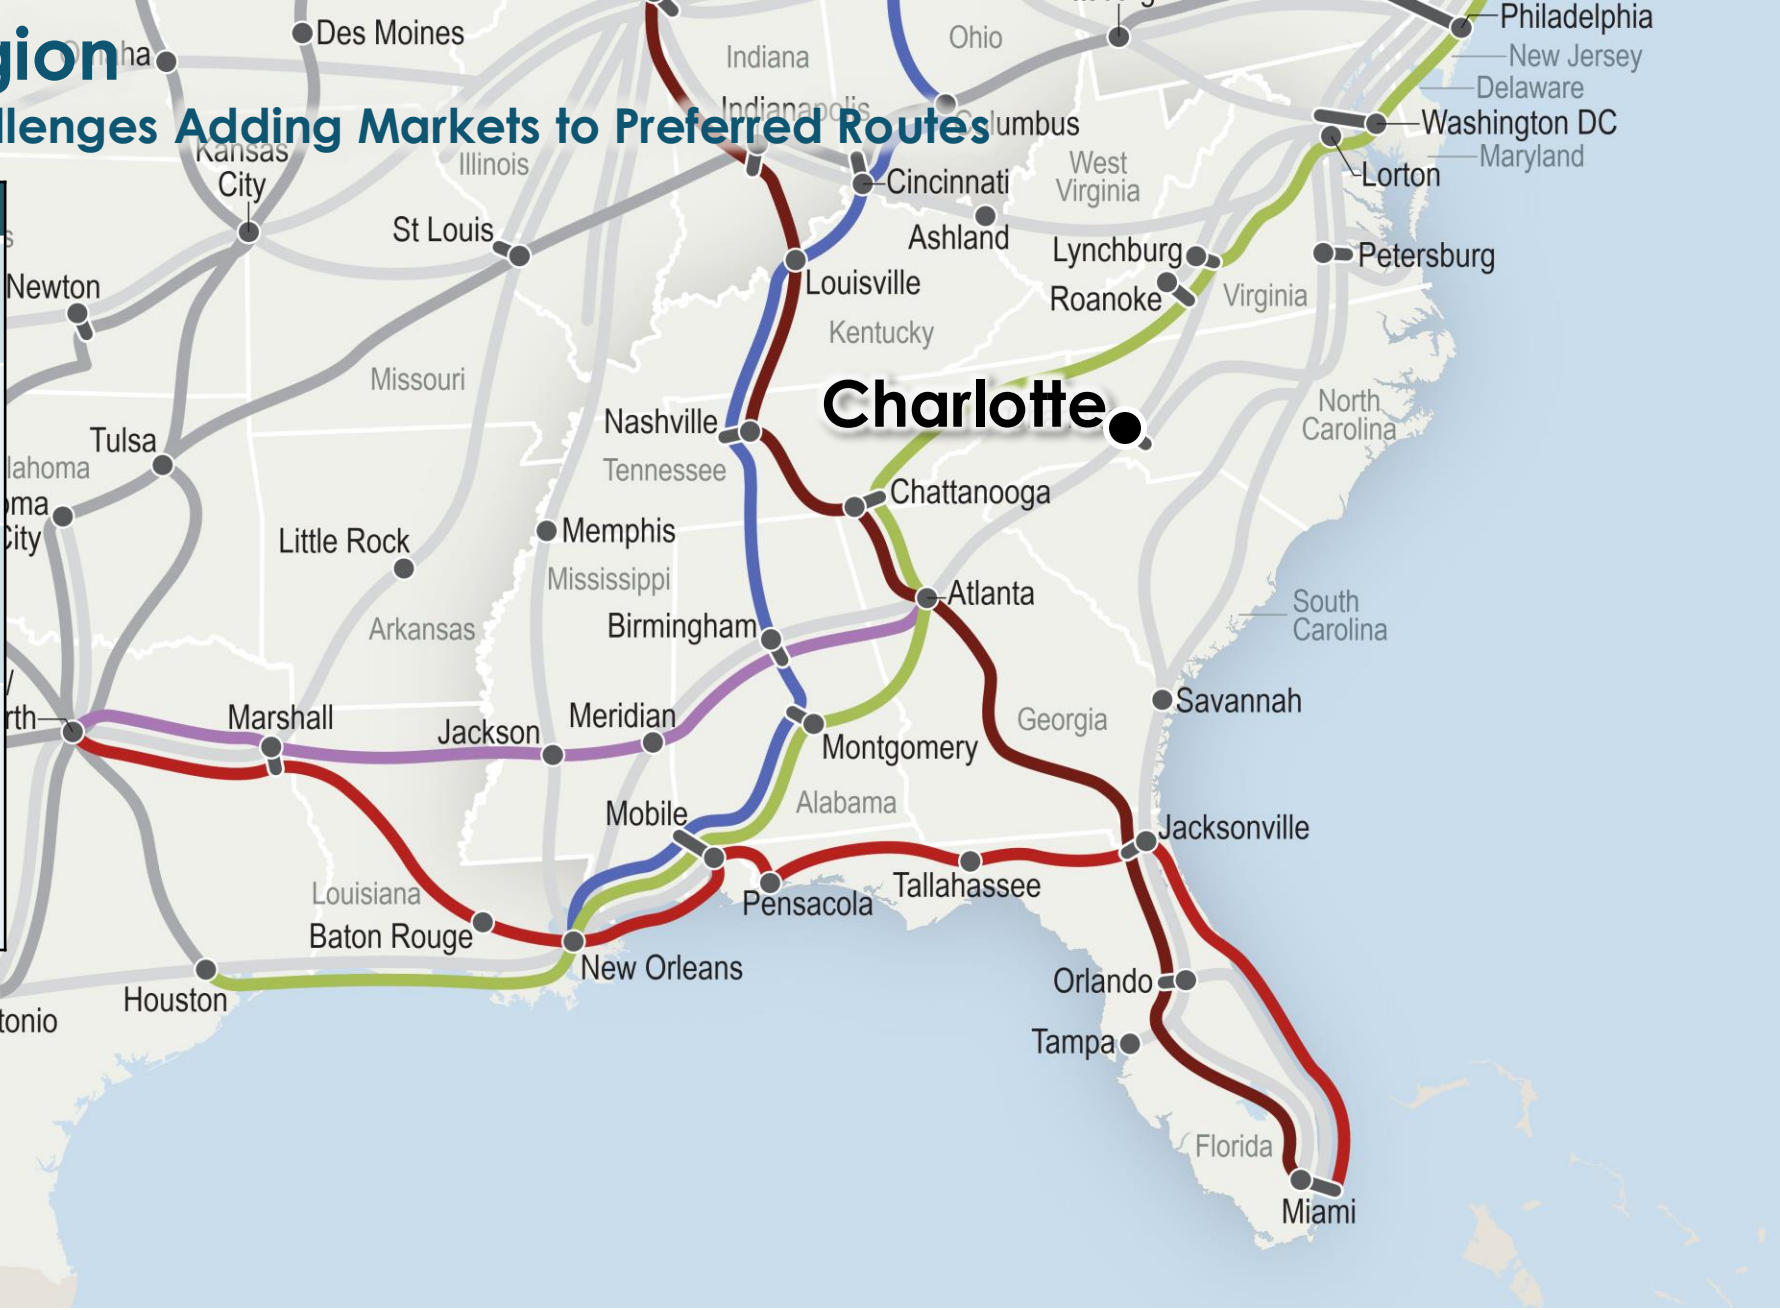 Philadelphia
Des Moines
Ohio
Indiana
New Jersey
Delaware
Indianapolis
llenges Adding Markets to Preferred Routes
Washington DC
Maryland
Kansas
City
Illinois
West
Virginia
Cincinnati
Lorton
St Louis
Ashland
Lynchburg
Petersburg
Newton
Louisville
Roanoke
Virginia
Kentucky
Missouri
Charlotte
North
Carolina
Nashville
Tulsa
Tennessee
Chattanooga
City
Little Rock
Memphis
Mississippi
Atlanta
South
Carolina
Arkansas
Birmingham
Savannah
Marshall
Jackson
Meridian
Georgia
Montgomery
Mobile
Alabama
Jacksonville
Louisiana
Tallahassee
Pensacola
Baton Rouge
New Orleans
Houston
Orlando
Tampa
Florida
Miami